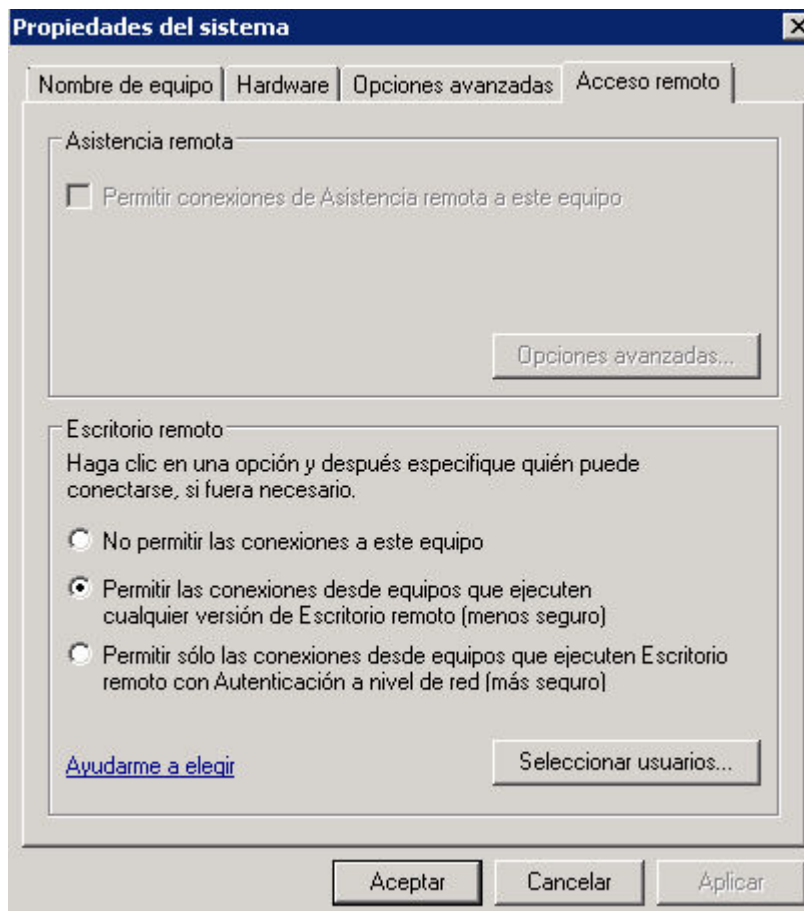 Propiedades del sistema
Nombre de equipo
Hardware
Opciones avanzadas
Acceso remoto
Asistencia remota
Permitir conexiones de Asistencia remota a este equipo
Opciones avanzadas...
Escritorio remoto
Haga clic en una opción y después especifique quién puede
conectarse, si fuera necesario.
No permitir las conexiones a este equipo
Permitir las conexiones desde equipos que ejecuten
cualquier versión de Escritorio remoto (menos seguro)
Permitir sólo las conexiones desde equipos que ejecuten Escritorio
remoto con Autenticación a nivel de red (más seguro)
Ayudarme a elegir
Seleccionar usuarios...
Aceptar
Cancelar
Aplicar